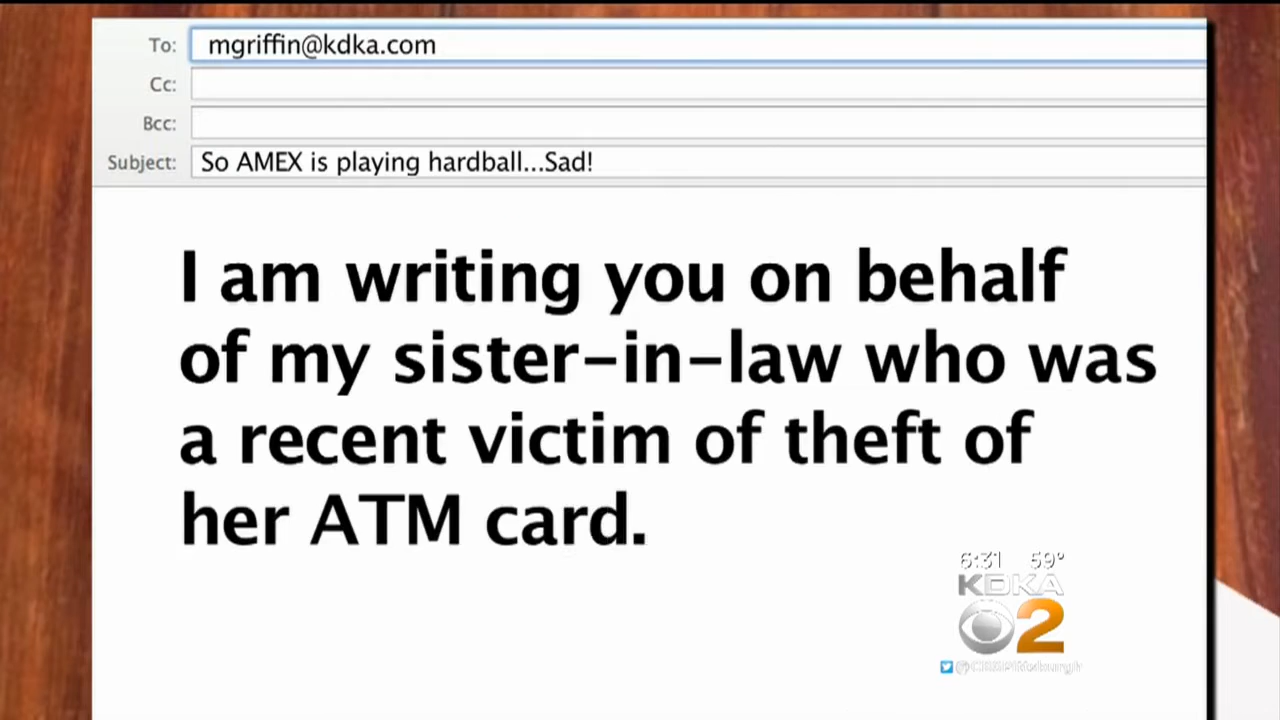 To: mgriffin@kdka.com
Cc:
Bcc:
Subject: So AMEX is playing hardball...Sad!
I am writing you on behalf
of my sister-in-law who was
a recent victim of theft of
her ATM card.
6:31 59°
KDKA
2